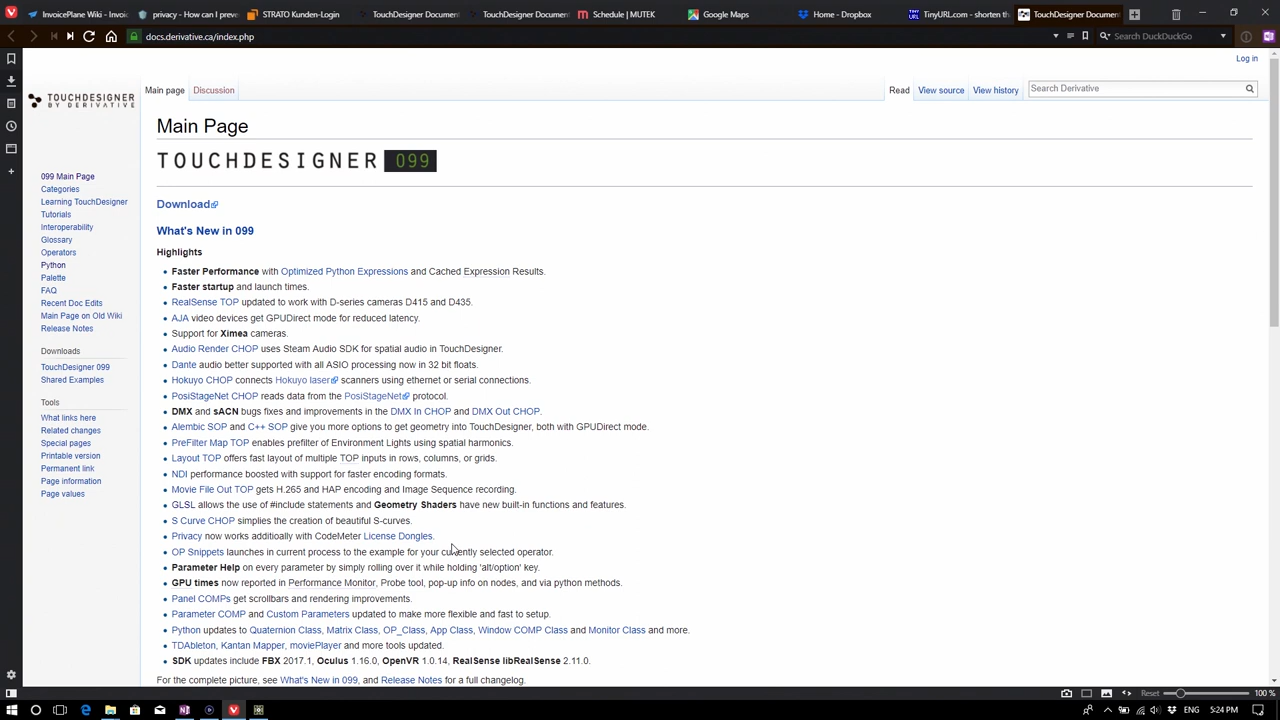 InvoicePlane Wiki - Invoic
privacy - How can I preve
STRATO Kunden-Login
TouchDesigner Document
TouchDesigner Document
Schedule | MUTEK
Google Maps
Home - Dropbox
TinyURL.com - shorten th
TouchDesigner Document
docs.derivative.ca/index.php
Search DuckDuckGo
Log in
TOUCHDESIGNER
BY DERIVATIVE
Main page
Discussion
Read
View source
View history
Search Derivative
Main Page
TOUCHDESIGNER 099
099 Main Page
Categories
Learning TouchDesigner
Tutorials
Interoperability
Glossary
Operators
Python
Palette
FAQ
Recent Doc Edits
Main Page on Old Wiki
Release Notes
Downloads
TouchDesigner 099
Shared Examples
Tools
What links here
Related changes
Special pages
Printable version
Permanent link
Page information
Page values
Download
What's New in 099
Highlights
Faster Performance with Optimized Python Expressions and Cached Expression Results.
Faster startup and launch times.
RealSense TOP updated to work with D-series cameras D415 and D435.
AJA video devices get GPUDirect mode for reduced latency.
Support for Ximea cameras.
Audio Render CHOP uses Steam Audio SDK for spatial audio in TouchDesigner.
Dante audio better supported with all ASIO processing now in 32 bit floats.
Hokuyo CHOP connects Hokuyo laser scanners using ethernet or serial connections.
PosiStageNet CHOP reads data from the PosiStageNet protocol.
DMX and sACN bugs fixes and improvements in the DMX In CHOP and DMX Out CHOP.
Alembic SOP and C++ SOP give you more options to get geometry into TouchDesigner, both with GPUDirect mode.
PreFilter Map TOP enables prefilter of Environment Lights using spatial harmonics.
Layout TOP offers fast layout of multiple TOP inputs in rows, columns, or grids.
NDI performance boosted with support for faster encoding formats.
Movie File Out TOP gets H.265 and HAP encoding and Image Sequence recording.
GLSL allows the use of #include statements and Geometry Shaders have new built-in functions and features.
S Curve CHOP simplies the creation of beautiful S-curves.
Privacy now works additioally with CodeMeter License Dongles.
OP Snippets launches in current process to the example for your currently selected operator.
Parameter Help on every parameter by simply rolling over it while holding 'alt/option' key.
GPU times now reported in Performance Monitor, Probe tool, pop-up info on nodes, and via python methods.
Panel COMPs get scrollbars and rendering improvements.
Parameter COMP and Custom Parameters updated to make more flexible and fast to setup.
Python updates to Quaternion Class, Matrix Class, OP_Class, App Class, Window COMP Class and Monitor Class and more.
TDAbleton, Kantan Mapper, moviePlayer and more tools updated.
SDK updates include FBX 2017.1, Oculus 1.16.0, OpenVR 1.0.14, RealSense libRealSense 2.11.0.
For the complete picture, see What's New in 099, and Release Notes for a full changelog.
Reset
100 %
5:24 PM